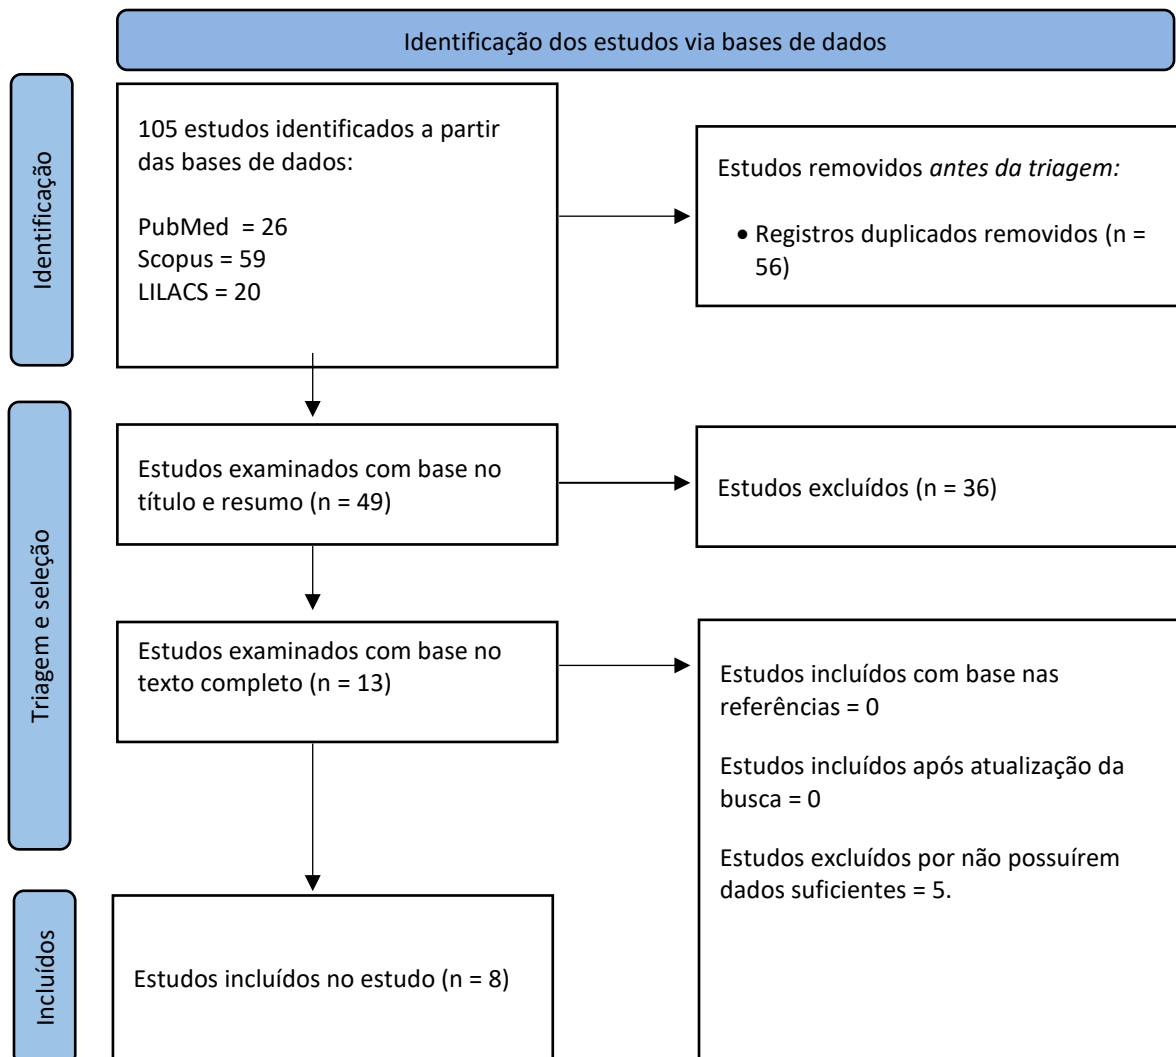 Identificação dos estudos via bases de dados
Identificação
105 estudos identificados a partir
das bases de dados:
PubMed = 26
Scopus = 59
LILACS = 20
Estudos removidos antes da triagem:
• Registros duplicados removidos (n =
56)
Triagem e seleção
Estudos examinados com base no
título e resumo (n = 49)
Estudos excluídos (n = 36)
Estudos examinados com base no
texto completo (n = 13)
Estudos incluídos com base nas
referências = 0
Estudos incluídos após atualização da
busca = 0
Estudos excluídos por não possuírem
dados suficientes = 5.
Incluídos
Estudos incluídos no estudo (n = 8)